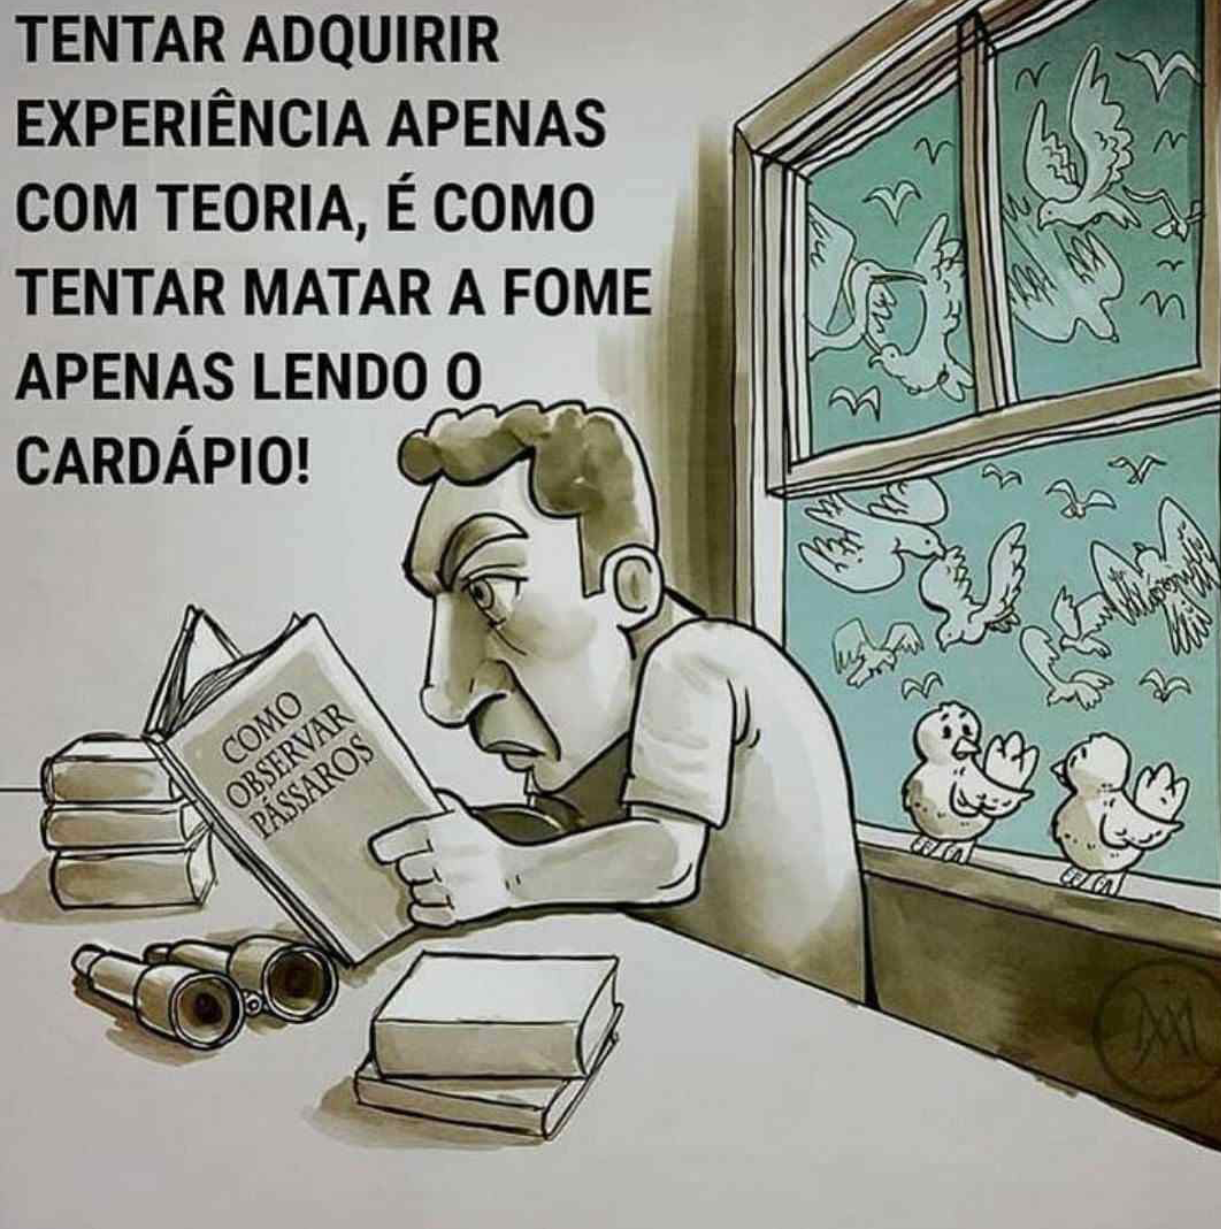 TENTAR ADQUIRIR
EXPERIÊNCIA APENAS
COM TEORIA, É COMO
TENTAR MATAR A FOME
APENAS LENDO O
CARDÁPIO!
COMO
OBSERVAR
PÁSSAROS